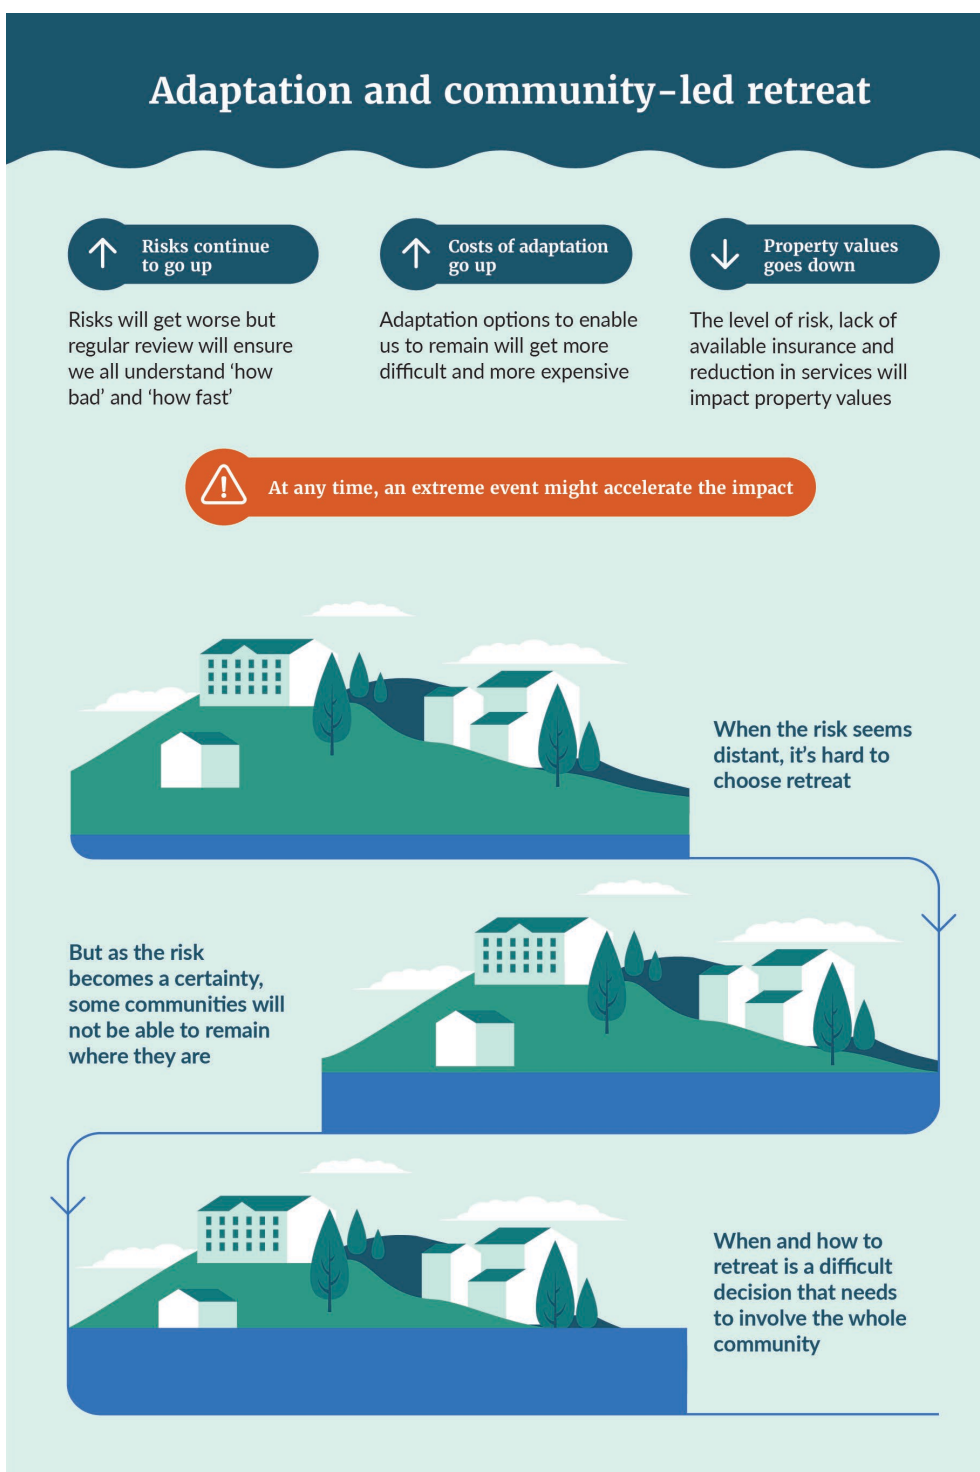 Adaptation and community-led retreat
Risks continue
to go up
Risks will get worse but
regular review will ensure
we all understand ‘how
bad’ and ‘how fast’
Costs of adaptation
go up
Adaptation options to enable
us to remain will get more
difficult and more expensive
Property values
goes down
The level of risk, lack of
available insurance and
reduction in services will
impact property values
At any time, an extreme event might accelerate the impact
When the risk seems
distant, it’s hard to
choose retreat
But as the risk
becomes a certainty,
some communities will
not be able to remain
where they are
When and how to
retreat is a difficult
decision that needs
to involve the whole
community